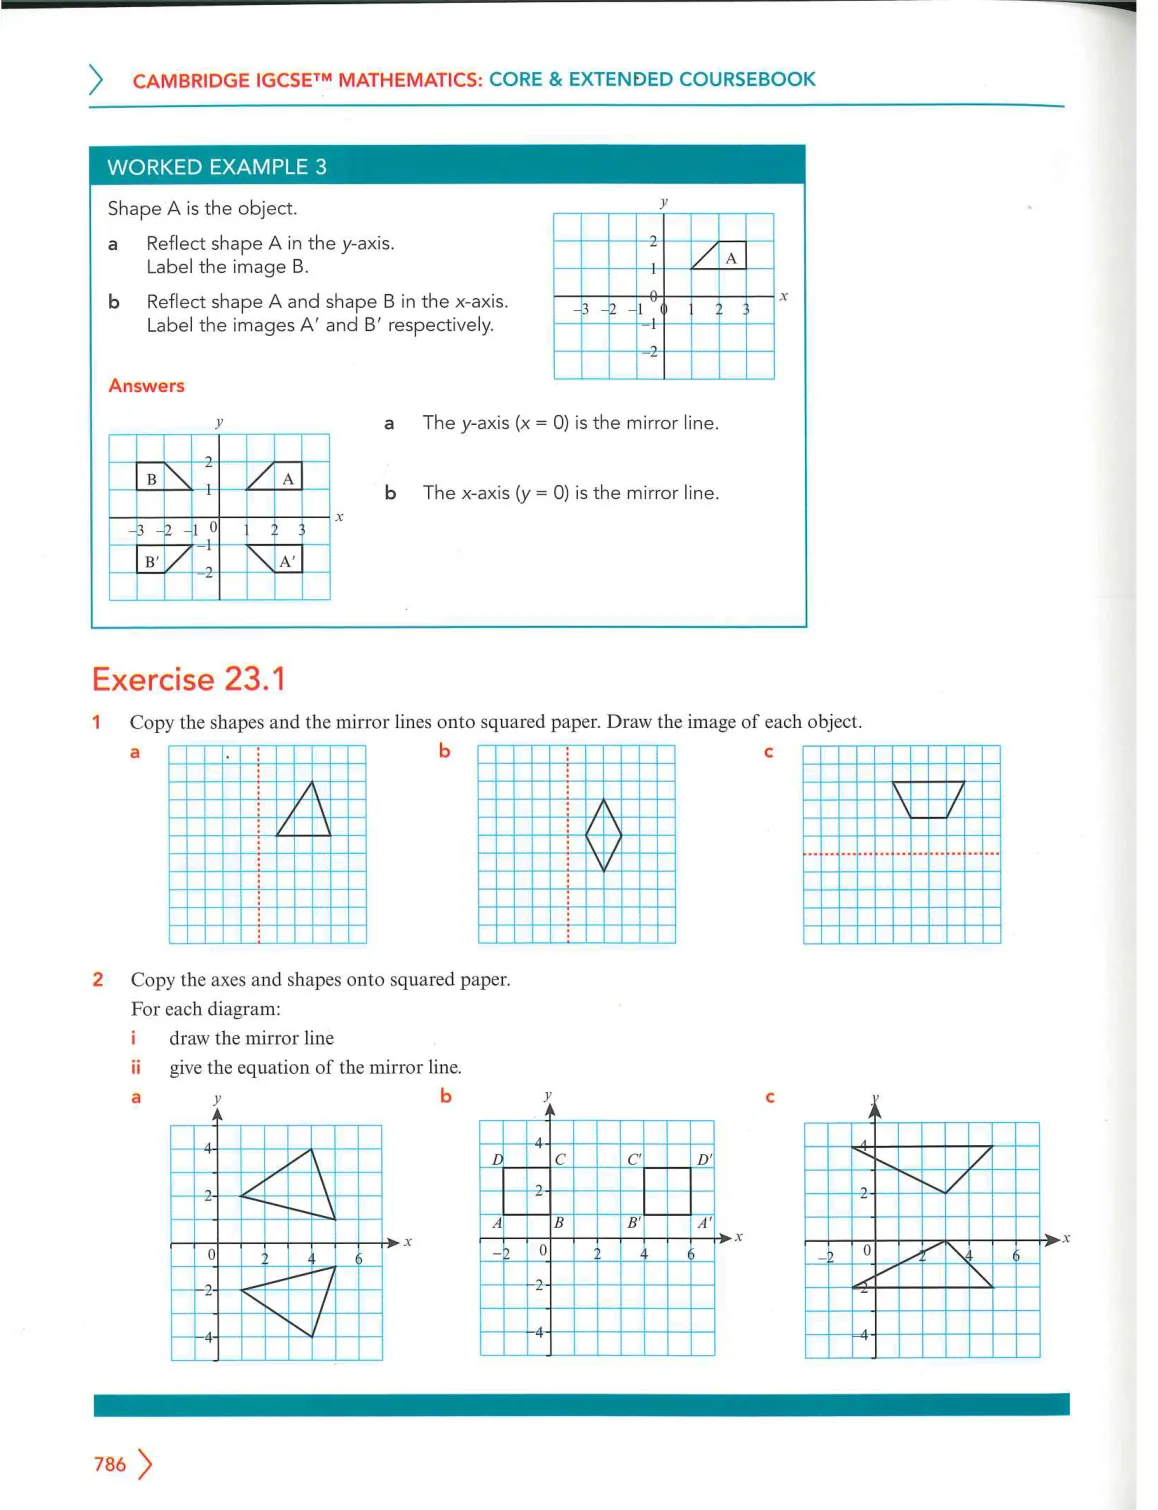 CAMBRIDGE IGCSE™ MATHEMATICS: CORE & EXTENDED COURSEBOOK
WORKED EXAMPLE 3
Shape A is the object.
a Reflect shape A in the y-axis.
Label the image B.
b Reflect shape A and shape B in the x-axis.
Label the images A′ and B′ respectively.
y
2
A
1
0
x
-3 -2 -1 0 1 2 3
-1
-2
Answers
y
2
B A
1
x
-3 -2 -1 0 1 2 3
-1
B′ A′
-2
a The y-axis (x = 0) is the mirror line.
b The x-axis (y = 0) is the mirror line.
Exercise 23.1
1 Copy the shapes and the mirror lines onto squared paper. Draw the image of each object.
a b c
2 Copy the axes and shapes onto squared paper.
For each diagram:
i draw the mirror line
ii give the equation of the mirror line.
a
y
4
2
x
0 2 4 6
-2
-4
b
y
4
D C C′ D′
2
A B B′ A′
x
-2 0 2 4 6
-2
-4
c
y
4
2
x
-2 0 2 4 6
-2
-4
786